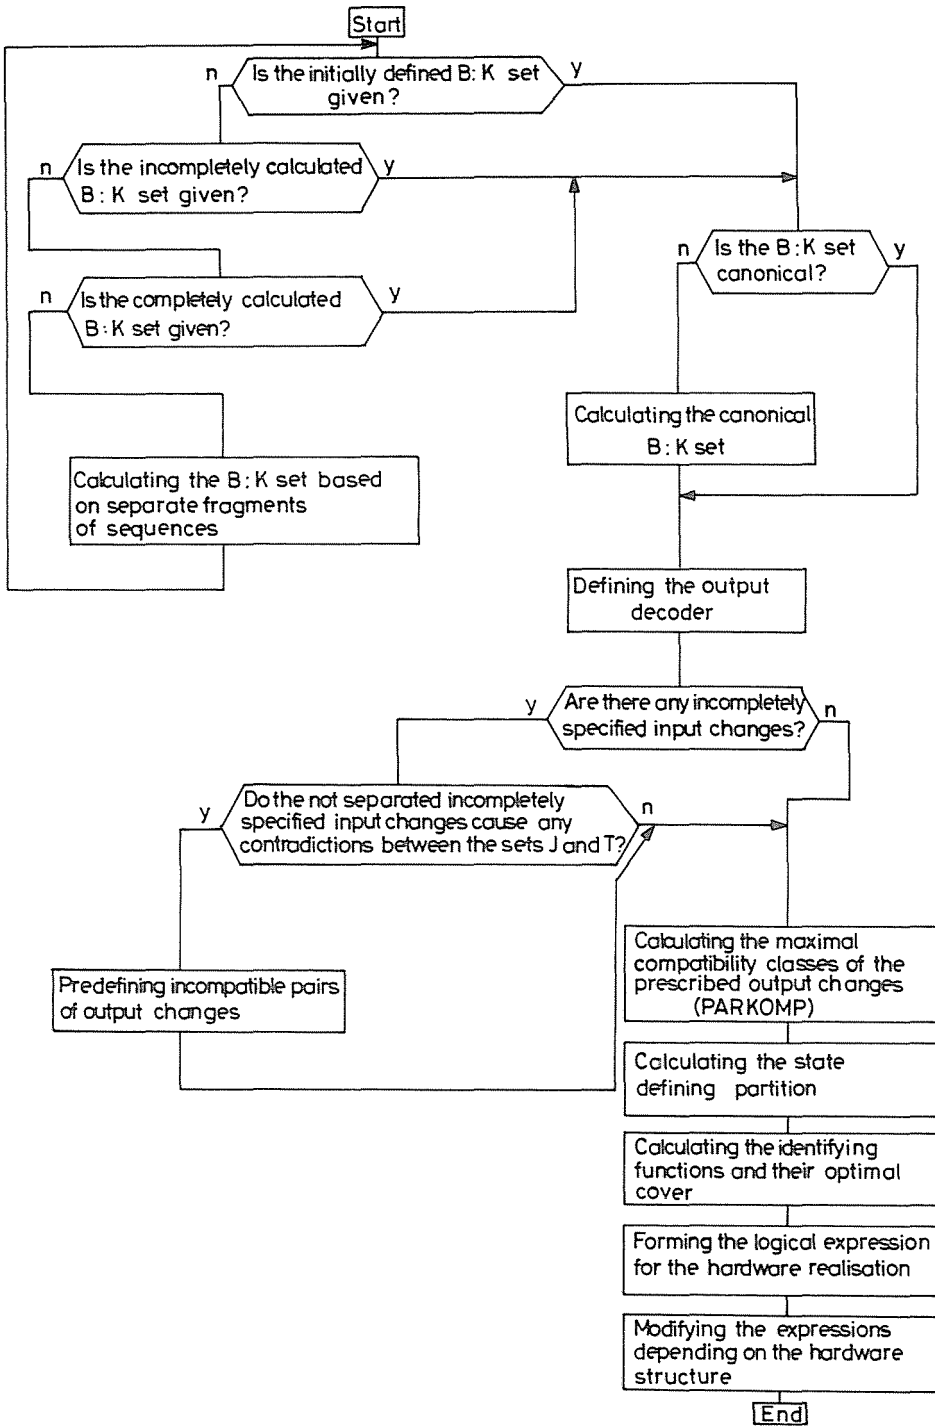 Start
n
Is the initially defined B:K set
given?
y
n
Is the incompletely calculated
B:K set given?
y
n
Is the B:K set
canonical?
y
n
Is the completely calculated
B:K set given?
y
Calculating the canonical
B:K set
Calculating the B:K set based
on separate fragments
of sequences
Defining the output
decoder
y
Are there any incompletely
specified input changes?
n
y
Do the not separated incompletely
specified input changes cause any
contradictions between the sets J and T?
n
Calculating the maximal
compatibility classes of the
prescribed output changes
(PARKOMP)
Predefining incompatible pairs
of output changes
Calculating the state
defining partition
Calculating the identifying
functions and their optimal
cover
Forming the logical expression
for the hardware realisation
Modifying the expressions
depending on the hardware
structure
End